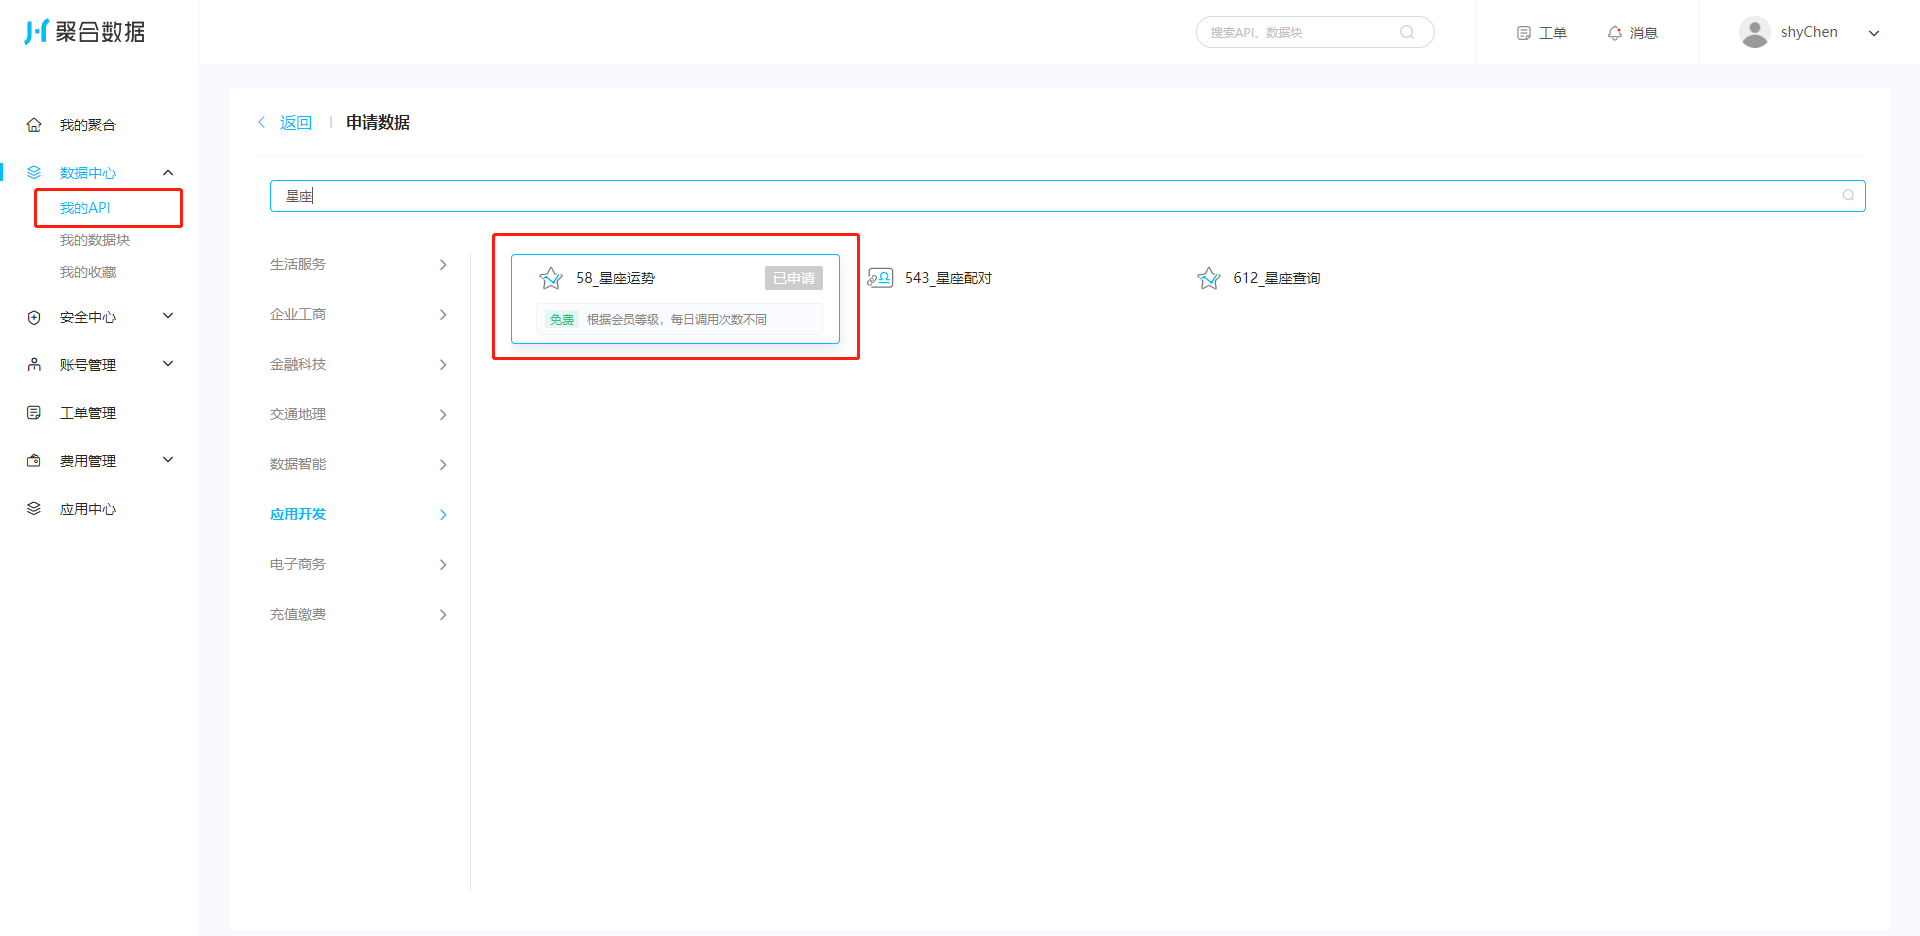 聚合数据
搜索API、数据块
工单
消息
shyChen
我的聚合
数据中心
我的API
我的数据块
我的收藏
安全中心
账号管理
工单管理
费用管理
应用中心
返回 | 申请数据
星座
生活服务
企业工商
金融科技
交通地理
数据智能
应用开发
电子商务
充值缴费
58_星座运势 已申请
免费 根据会员等级，每日调用次数不同
543_星座配对
612_星座查询